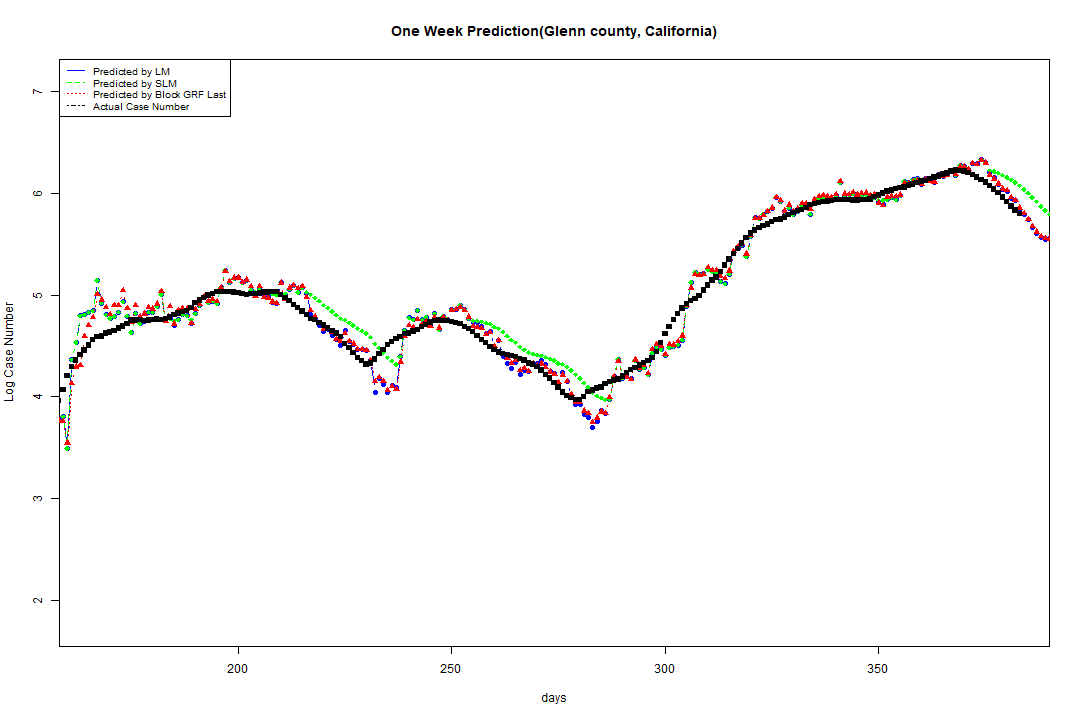 One Week Prediction(Glenn county, California)
Predicted by LM
Predicted by SLM
Predicted by Block GRF Last
Actual Case Number
7
6
5
4
3
2
Log Case Number
200 250 300 350
days